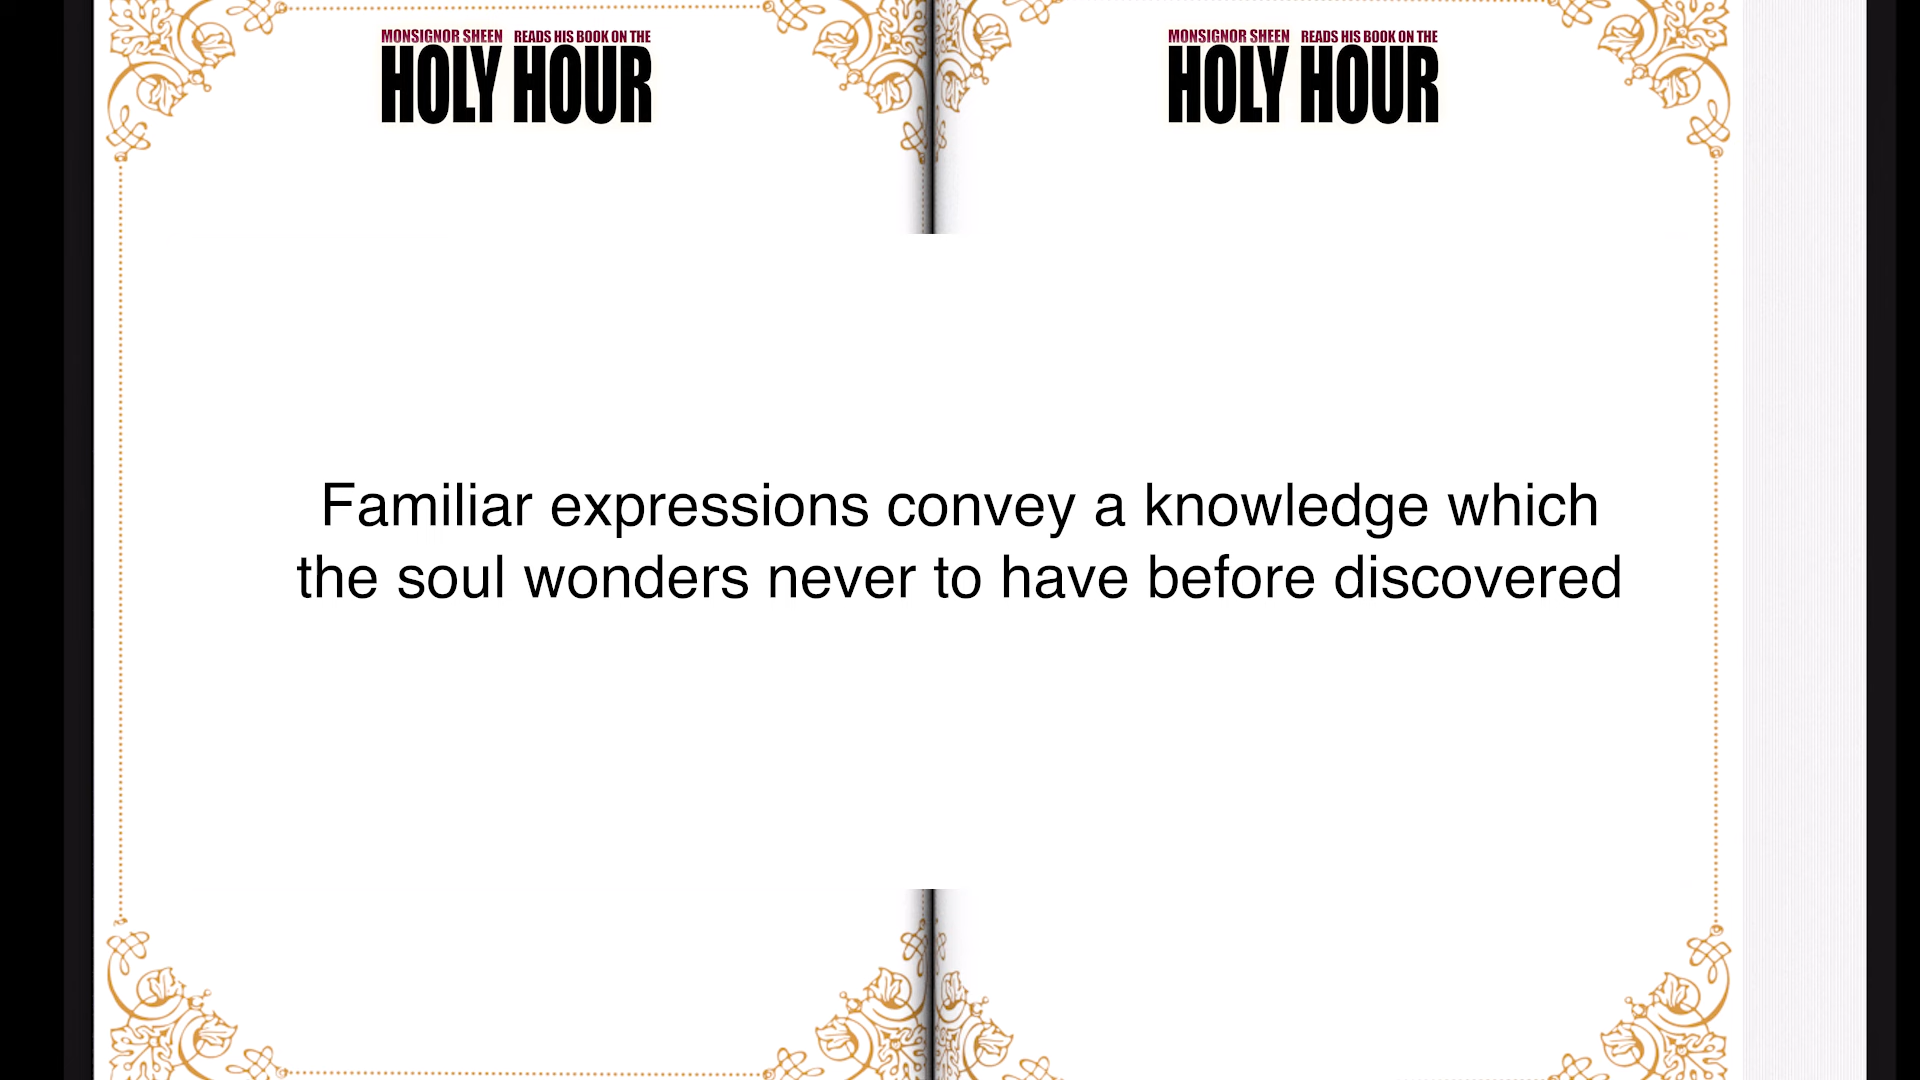 MONSIGNOR SHEEN READS HIS BOOK ON THE
HOLY HOUR
MONSIGNOR SHEEN READS HIS BOOK ON THE
HOLY HOUR
Familiar expressions convey a knowledge which
the soul wonders never to have before discovered